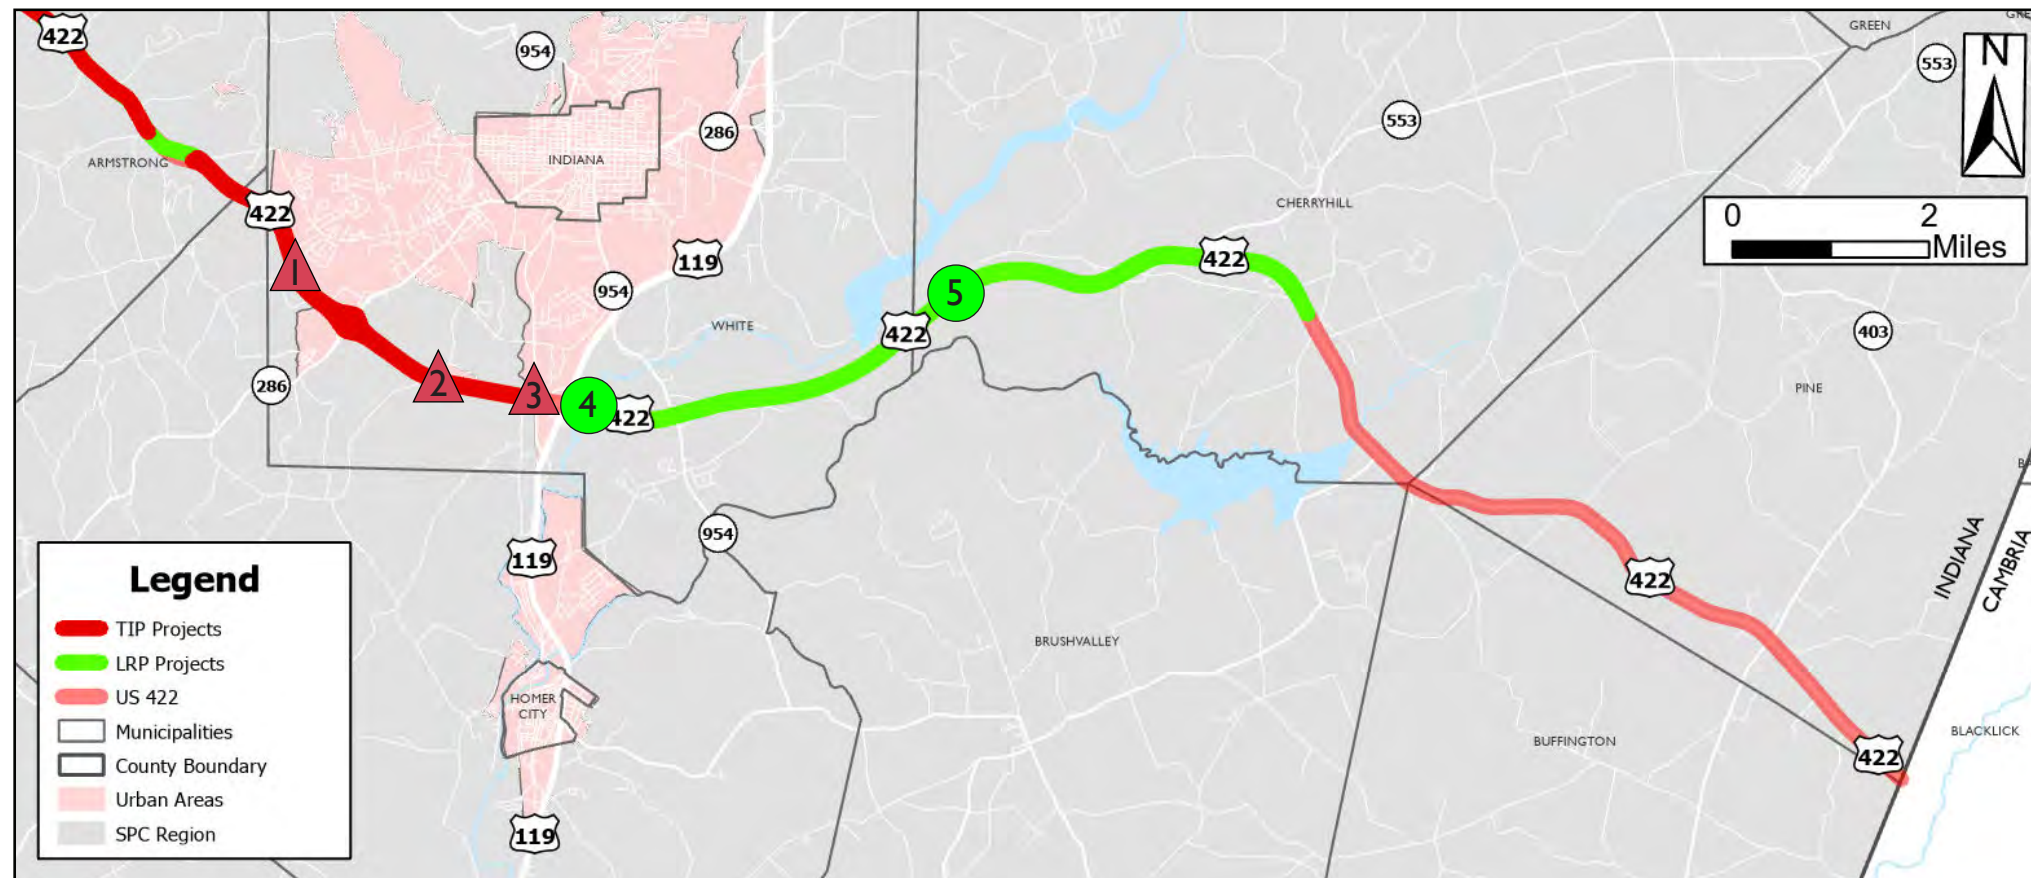 GREEN
GRE
422
954
553
N
553
286
INDIANA
ARMSTRONG
0 2
Miles
CHERRYHILL
422
119
422
1
954
5
WHITE
422
403
286
2
3
4
422
PINE
B
954
119
422
INDIANA
CAMBRIA
Legend
TIP Projects
LRP Projects
US 422
Municipalities
County Boundary
Urban Areas
SPC Region
BRUSHVALLEY
HOMER
CITY
BUFFINGTON
BLACKLICK
422
119